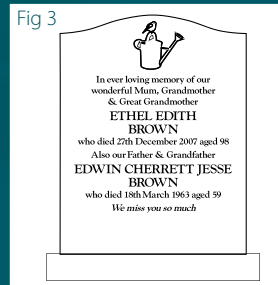 Fig 3
In ever loving memory of our
wonderful Mum, Grandmother
& Great Grandmother
ETHEL EDITH
BROWN
who died 27th December 2007 aged 98
Also our Father & Grandfather
EDWIN CHERRETT JESSE
BROWN
who died 18th March 1963 aged 59
We miss you so much